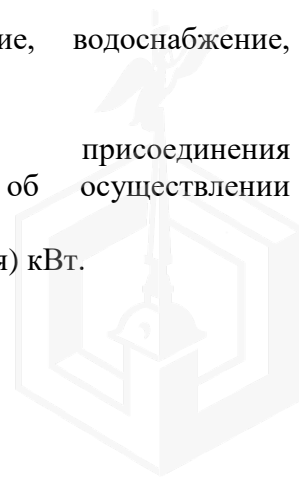 ие, водоснабжение,
присоединения
об осуществлении
я) кВт.